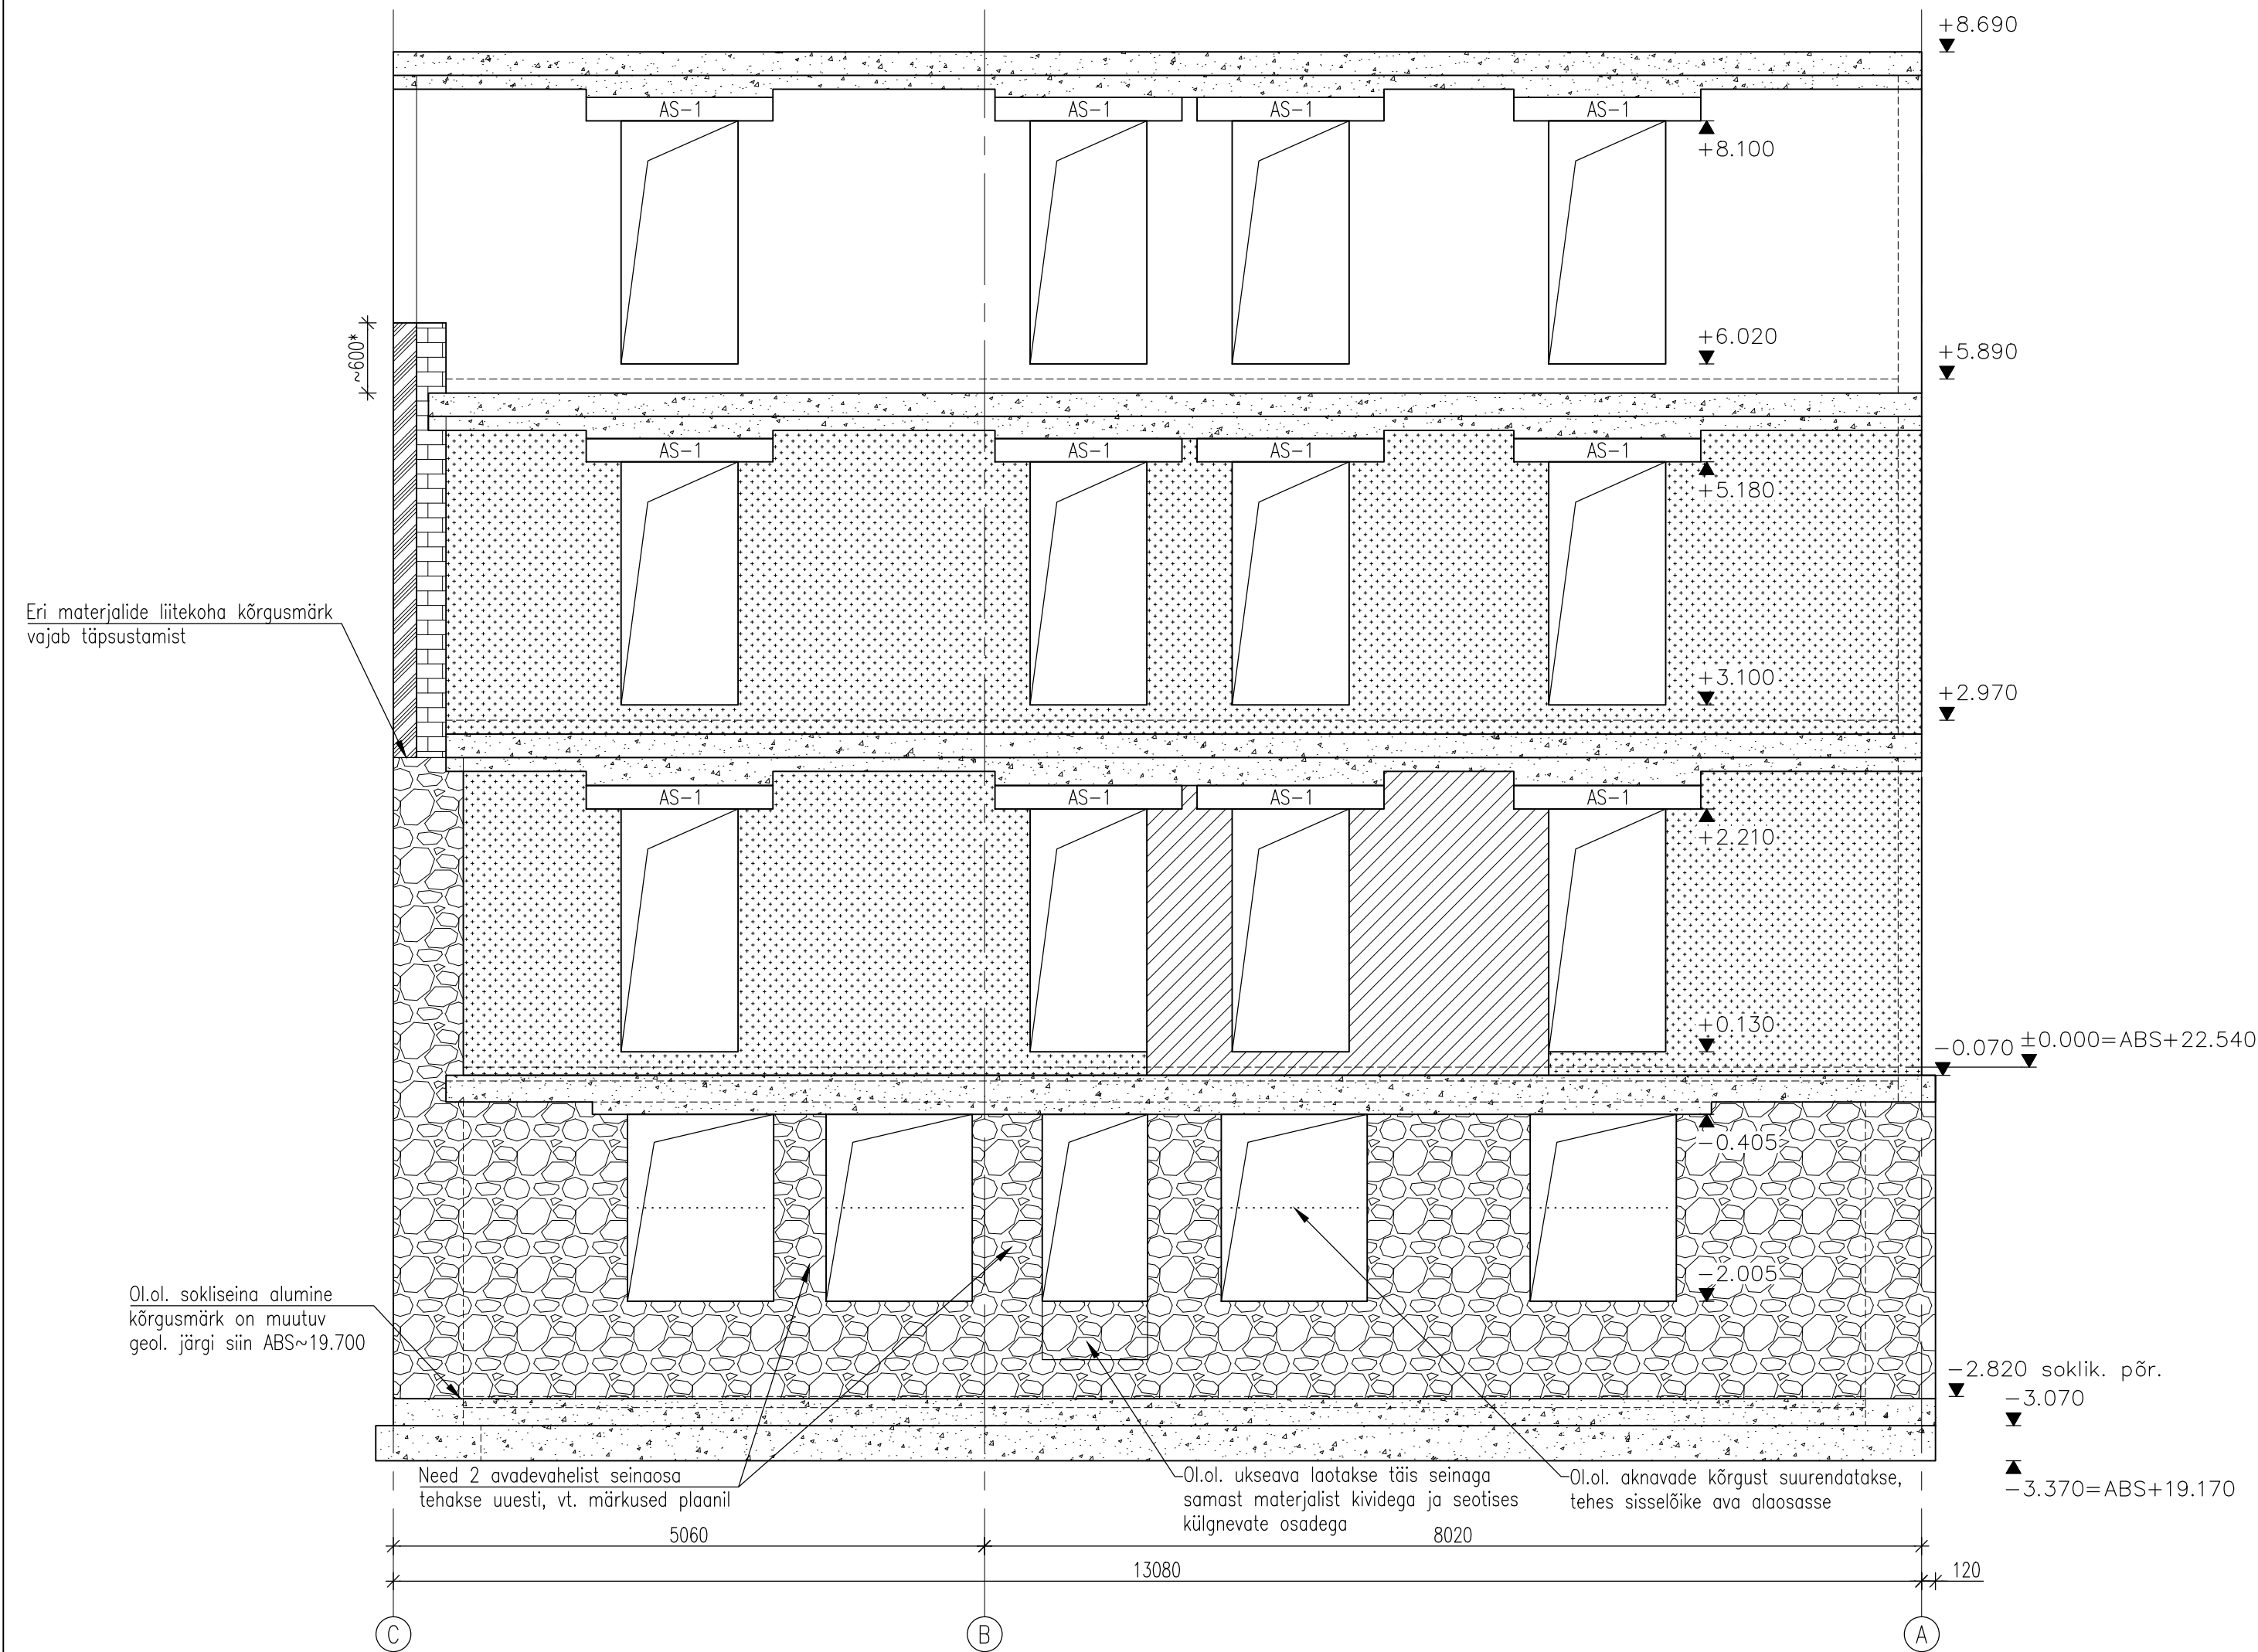 +8.690
AS-1 AS-1 AS-1 AS-1
+8.100
~600*
+6.020
+5.890
AS-1 AS-1 AS-1 AS-1
+5.180
Eri materjalide liitekoha kõrgusmärk
vajab täpsustamist
+3.100
+2.970
AS-1 AS-1 AS-1 AS-1
+2.210
+0.130
-0.070 ±0.000=ABS+22.540
-0.405
-2.005
Ol.ol. sokliseina alumine
kõrgusmärk on muutuv
geol. järgi siin ABS~19.700
-2.820 soklik. põr.
-3.070
-3.370=ABS+19.170
Need 2 avadevahelist seinaosa
tehakse uuesti, vt. märkused plaanil
Ol.ol. ukseava laotakse täis seinaga
samast materjalist kividega ja seotises
külgnevate osadega
Ol.ol. aknavade kõrgust suurendatakse,
tehes sisselõike ava alaosasse
5060 8020
13080 120
C B A